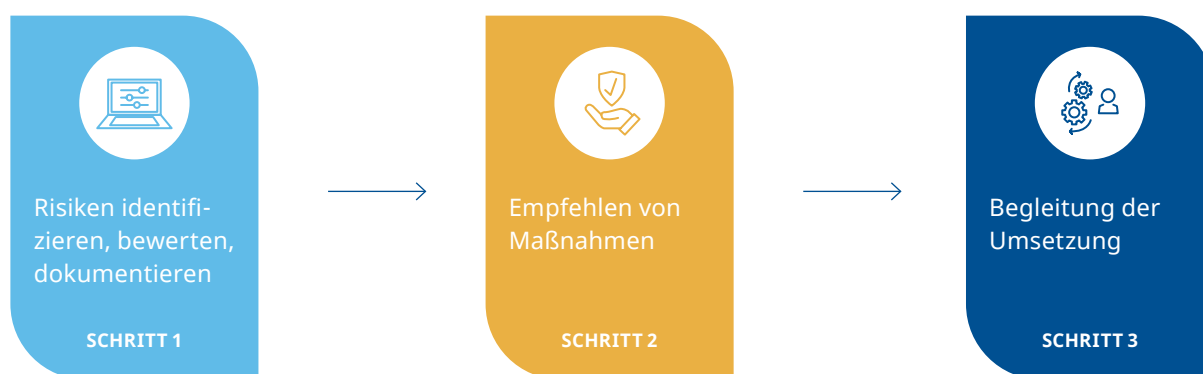 Risiken identifi-
zieren, bewerten,
dokumentieren
SCHRITT 1
Empfehlen von
Maßnahmen
SCHRITT 2
Begleitung der
Umsetzung
SCHRITT 3